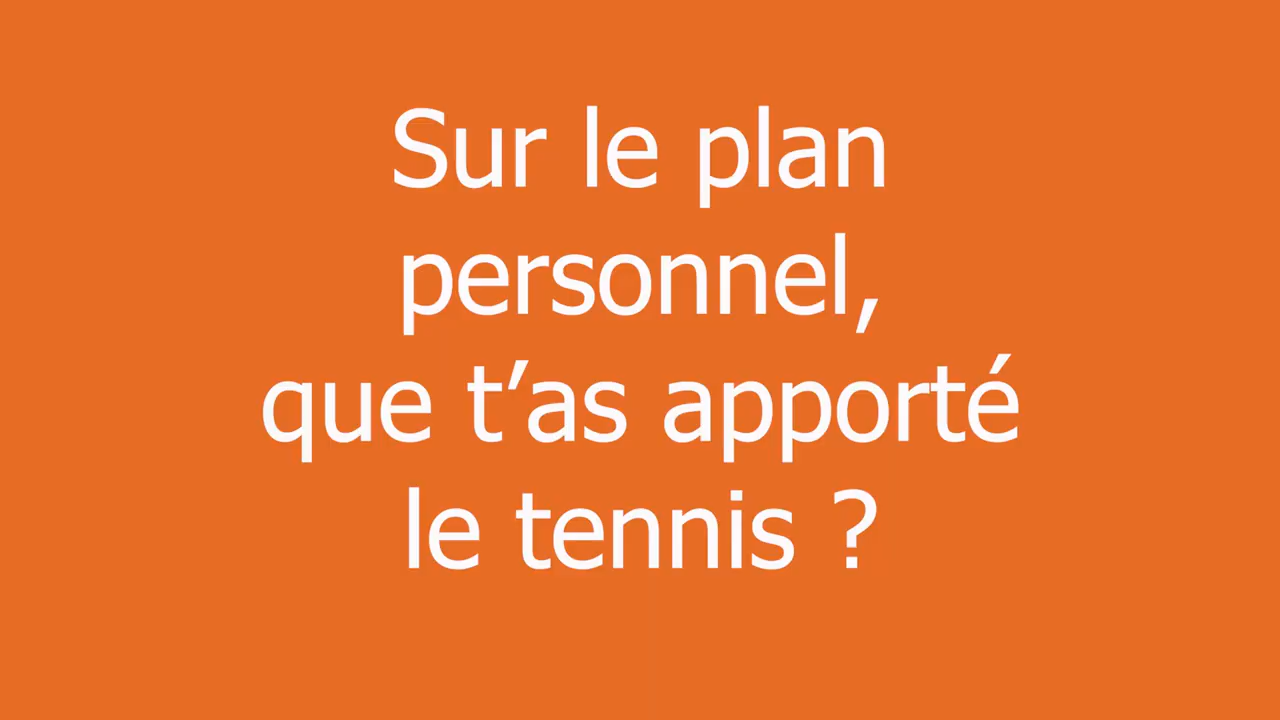 Sur le plan
personnel,
que t’as apporté
le tennis ?